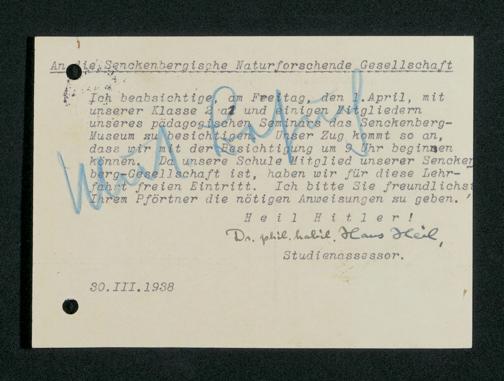 An die Senckenbergische Naturforschende Gesellschaft
Ich beabsichtige, am Freitag, den 1.April, mit
unserer Klasse 2 a1 und einigen Mitgliedern
unseres pädagogischen Seminars das Senckenberg-
Museum zu besichtigen. Unser Zug kommt so an,
dass wir mit der Besichtigung um 9 Uhr beginnen
können. Da unsere Schule Mitglied unserer Sencken
berg-Gesellschaft ist, haben wir für diese Lehr-
fahrt freien Eintritt. Ich bitte Sie freundlichst
Ihrem Pförtner die nötigen Anweisungen zu geben.
Heil Hitler!
Dr. phil. habil. Hans Heil,
Studienassessor.
30.III.1938